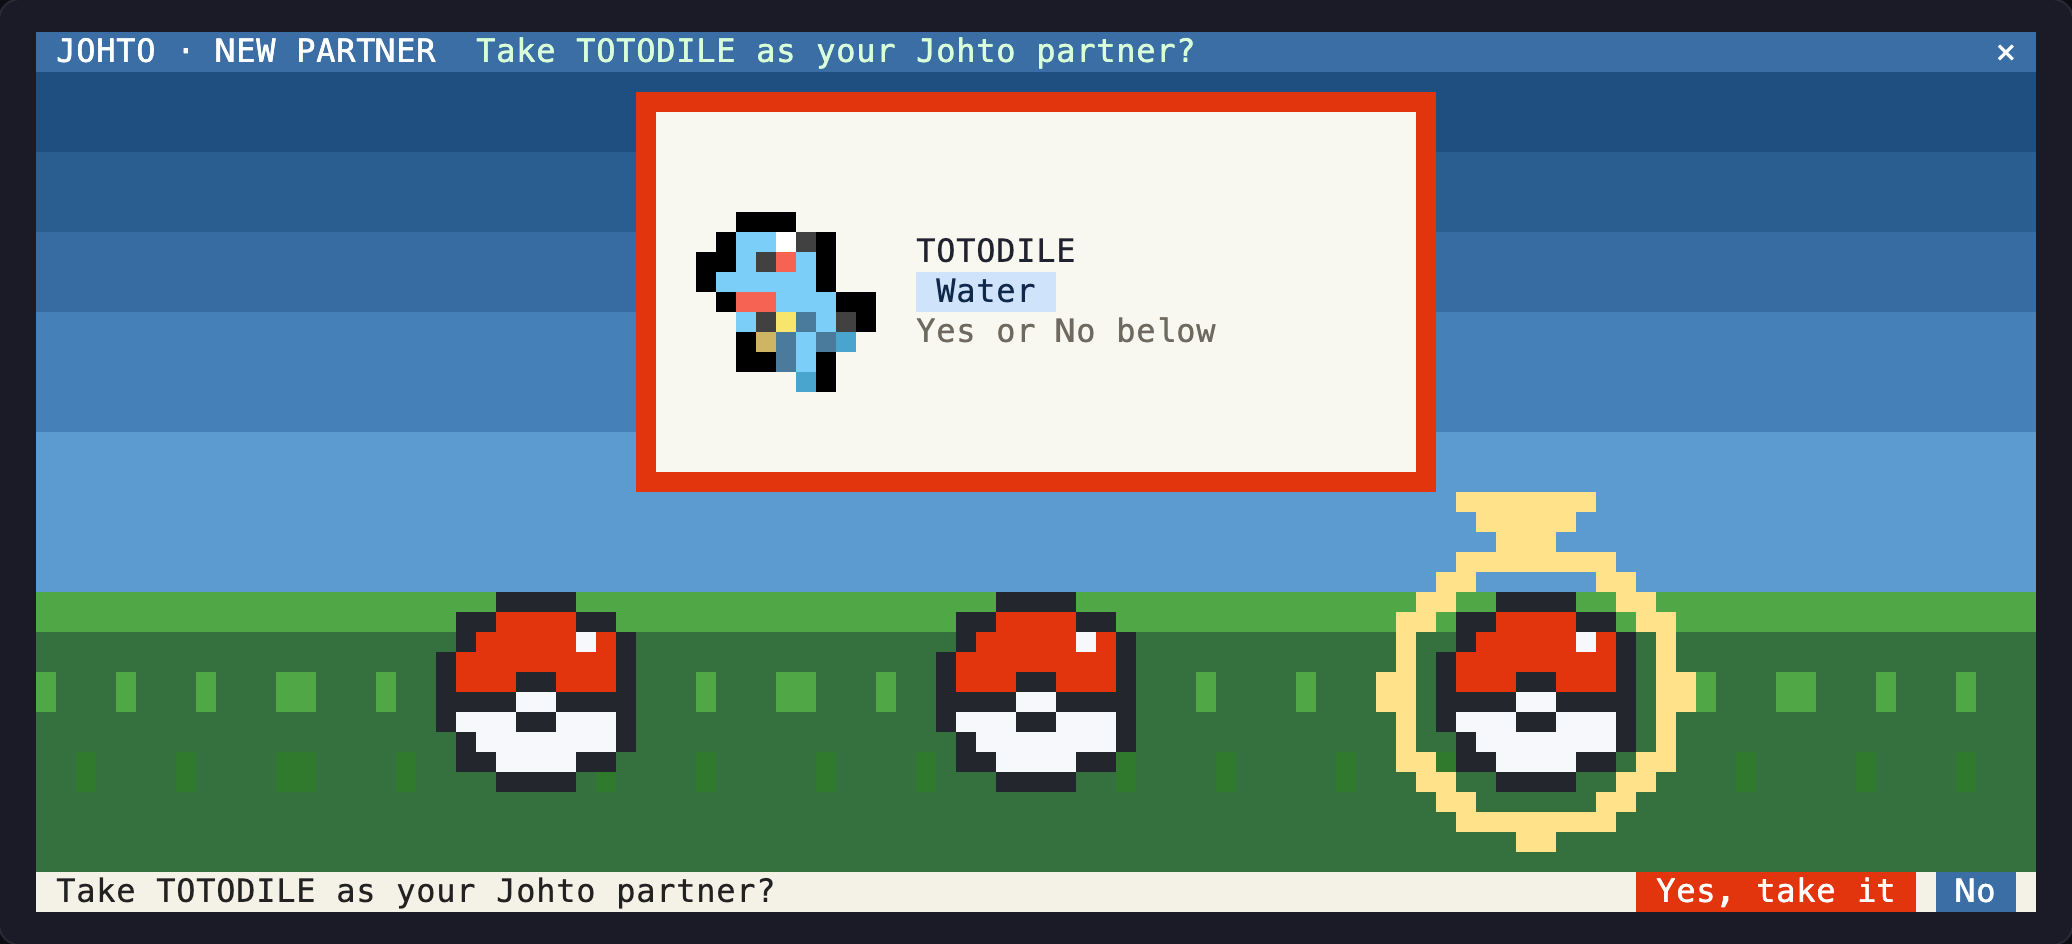 JOHTO · NEW PARTNER Take TOTODILE as your Johto partner? ×
TOTODILE
Water
Yes or No below
Take TOTODILE as your Johto partner? Yes, take it No